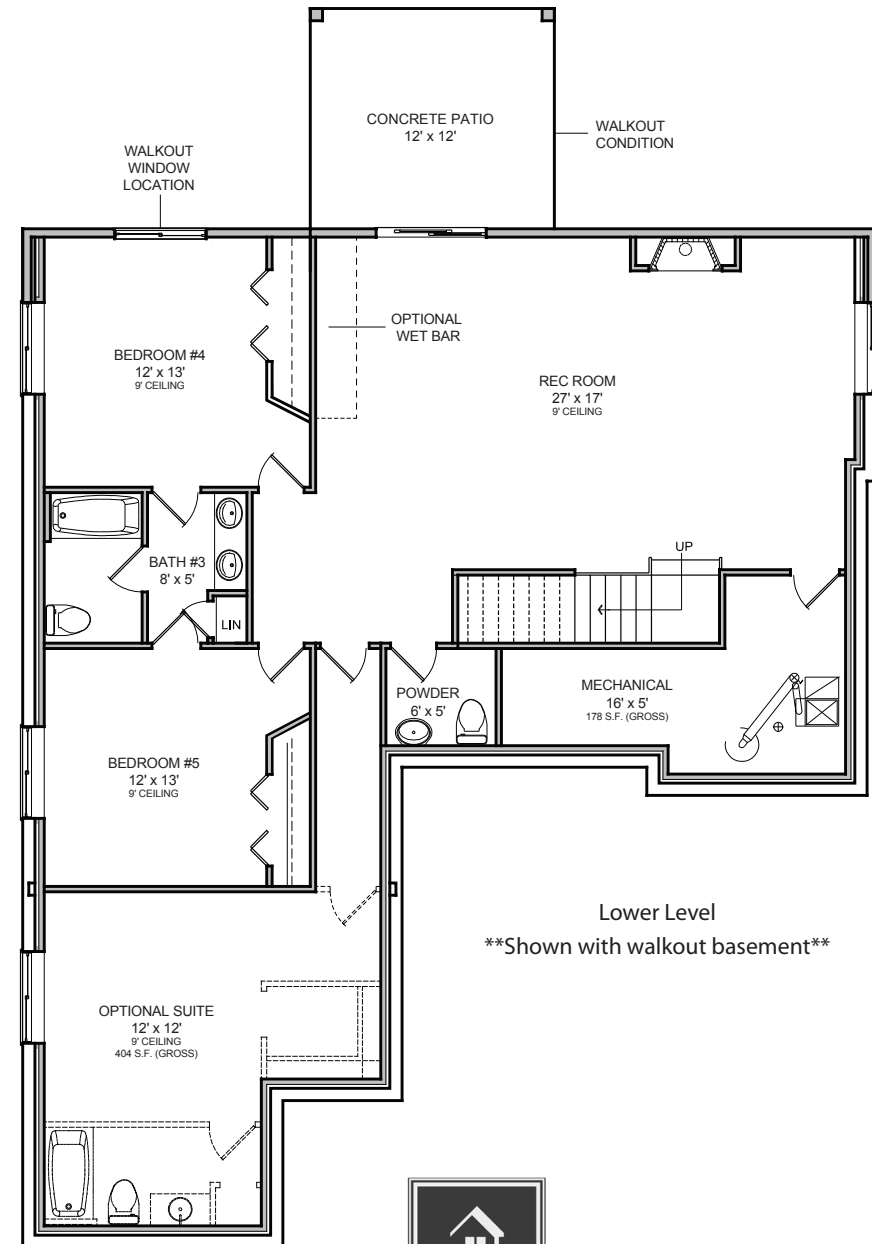 CONCRETE PATIO
12' x 12'
WALKOUT
CONDITION
WALKOUT
WINDOW
LOCATION
OPTIONAL
WET BAR
BEDROOM #4
12' x 13'
9' CEILING
REC ROOM
27' x 17'
9' CEILING
UP
BATH #3
8' x 5'
LIN
POWDER
6' x 5'
MECHANICAL
16' x 5'
178 S.F. (GROSS)
BEDROOM #5
12' x 13'
9' CEILING
Lower Level
**Shown with walkout basement**
OPTIONAL SUITE
12' x 12'
9' CEILING
404 S.F. (GROSS)